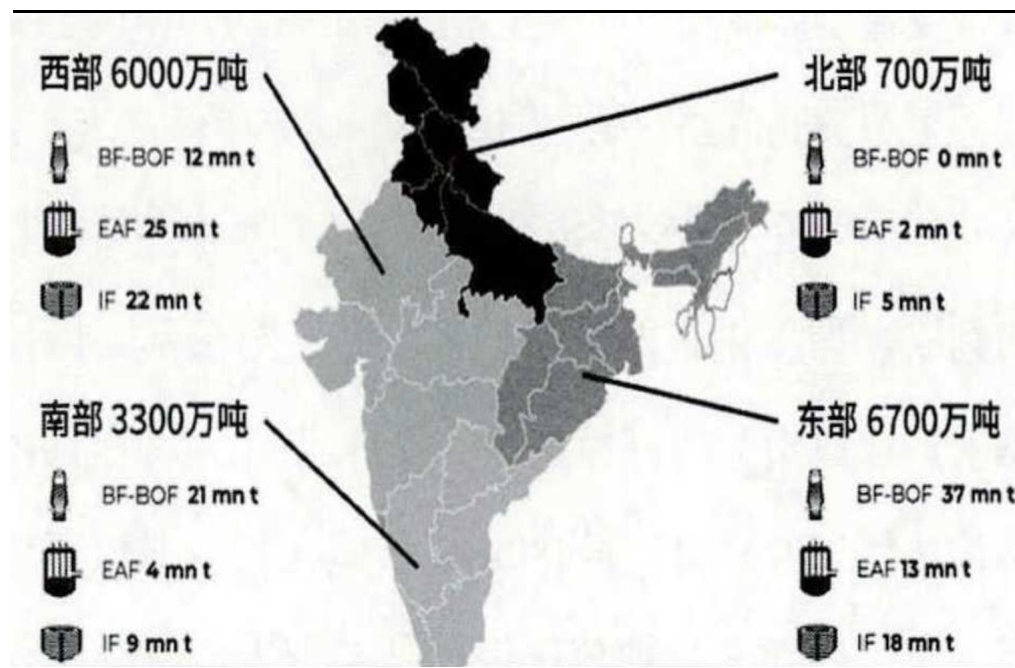 西部 6000万吨
BF-BOF 12 mn t
EAF 25 mn t
IF 22 mn t
北部 700万吨
BF-BOF 0 mn t
EAF 2 mn t
IF 5 mn t
南部 3300万吨
BF-BOF 21 mn t
EAF 4 mn t
IF 9 mn t
东部 6700万吨
BF-BOF 37 mn t
EAF 13 mn t
IF 18 mn t